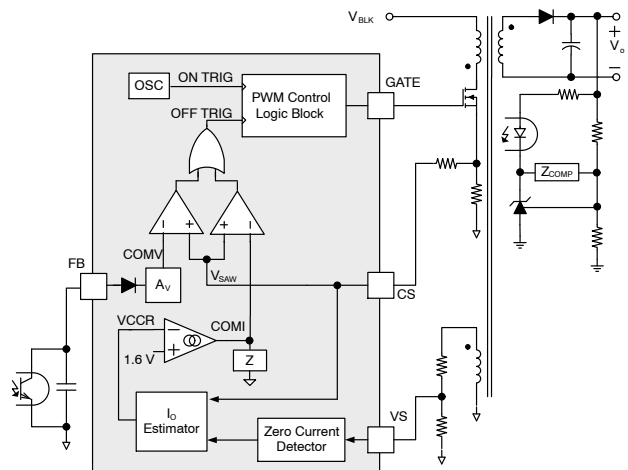 V_BLK
+
V_o
−
OSC
ON TRIG
PWM Control
Logic Block
GATE
OFF TRIG
Z_COMP
− +
+ −
COMV
FB
A_V
V_SAW
CS
VCCR
COMI
−
1.6 V
+
Z
I_O
Estimator
Zero Current
Detector
VS